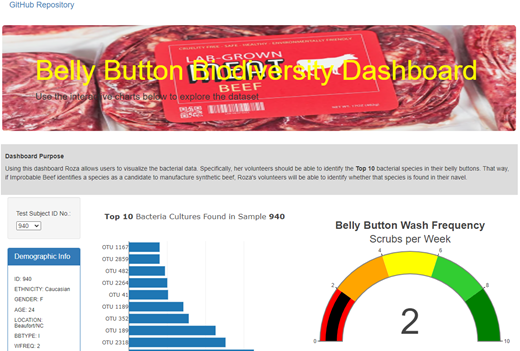 GitHub Repository
CRUELTY FREE - SAFE - HEALTHY - ENVIRONMENTALLY FRIENDLY
LAB-GROWN
MEAT
BEEF
Belly Button Biodiversity Dashboard
Use the interactive charts below to explore the dataset
Dashboard Purpose
Using this dashboard Roza allows users to visualize the bacterial data. Specifically, her volunteers should be able to identify the Top 10 bacterial species in their belly buttons. That way,
if Improbable Beef identifies a species as a candidate to manufacture synthetic beef, Roza's volunteers will be able to identify whether that species is found in their navel.
Test Subject ID No.:
940
Demographic Info
ID: 940
ETHNICITY: Caucasian
GENDER: F
AGE: 24
LOCATION:
Beaufort/NC
BBTYPE: I
WFREQ: 2
Top 10 Bacteria Cultures Found in Sample 940
OTU 1167
OTU 2859
OTU 482
OTU 2264
OTU 41
OTU 1189
OTU 352
OTU 189
OTU 2318
Belly Button Wash Frequency
Scrubs per Week
4
6
2
8
0
2
10